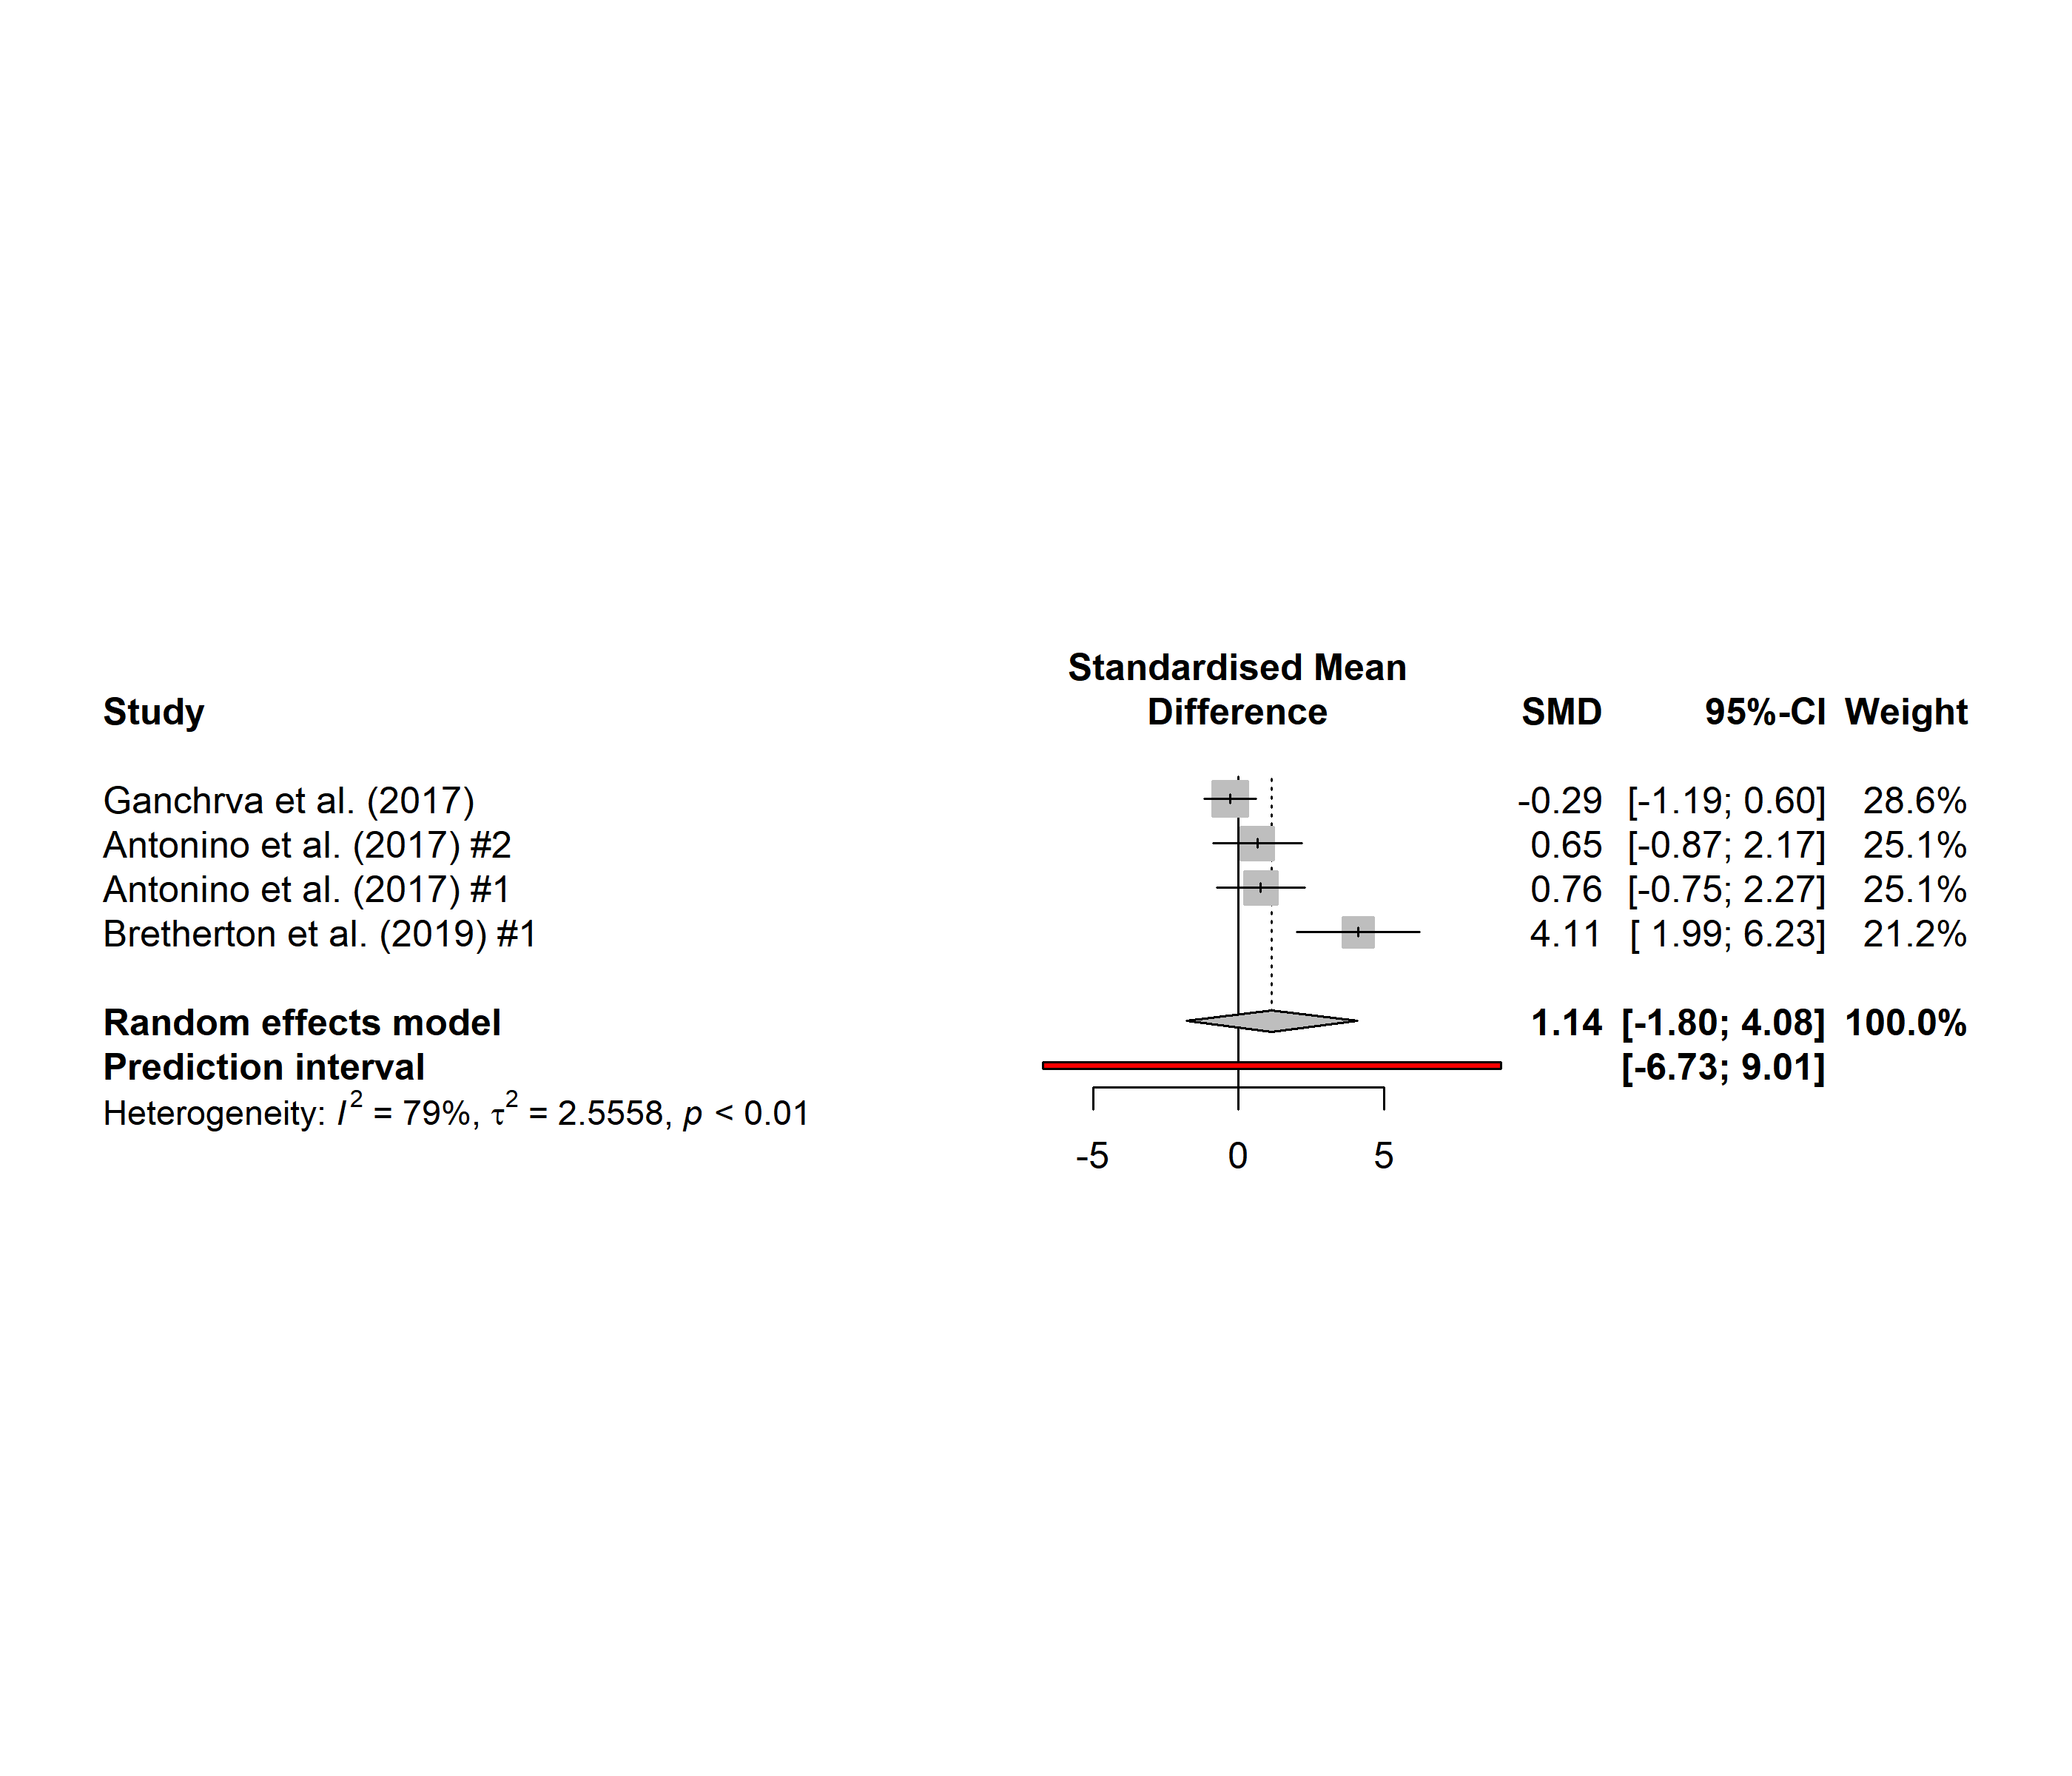 Standardised Mean
Study Difference SMD 95%-CI Weight
Ganchrva et al. (2017) -0.29 [-1.19; 0.60] 28.6%
Antonino et al. (2017) #2 0.65 [-0.87; 2.17] 25.1%
Antonino et al. (2017) #1 0.76 [-0.75; 2.27] 25.1%
Bretherton et al. (2019) #1 4.11 [ 1.99; 6.23] 21.2%
Random effects model 1.14 [-1.80; 4.08] 100.0%
Prediction interval [-6.73; 9.01]
Heterogeneity: I² = 79%, τ² = 2.5558, p < 0.01
-5 0 5